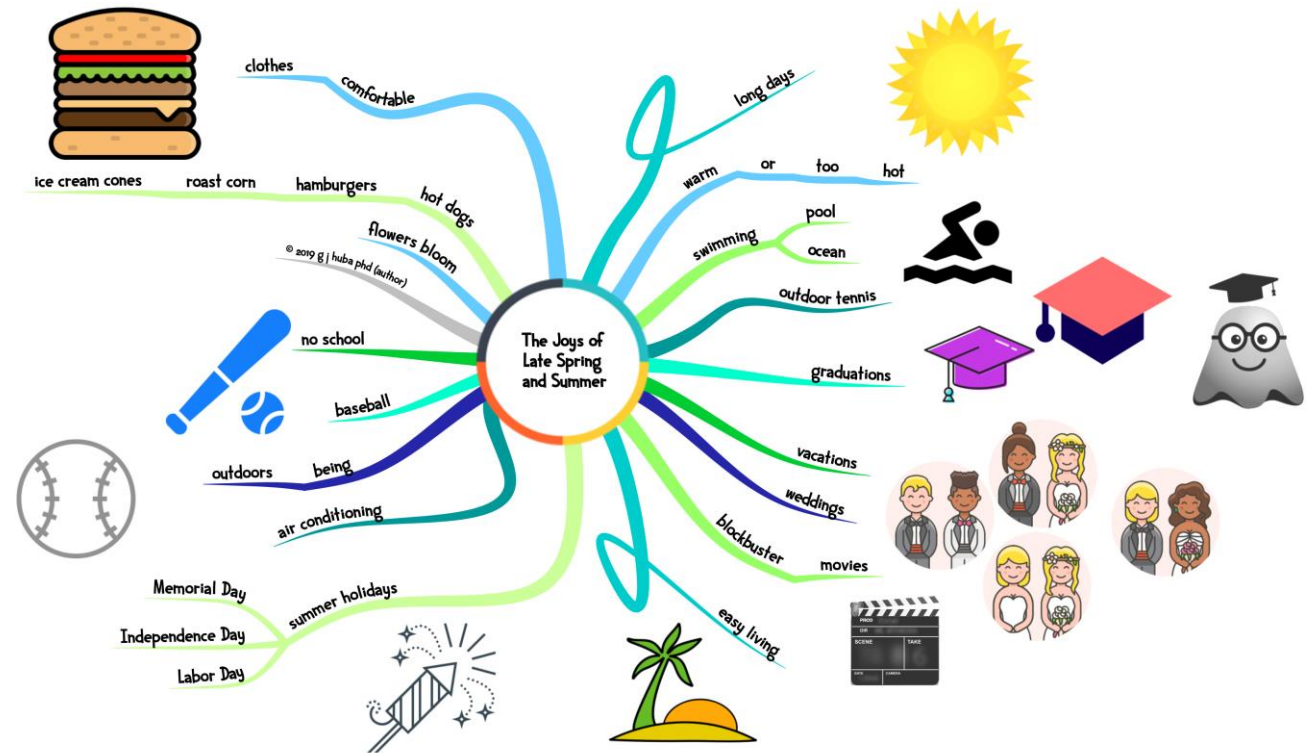 The Joys of
Late Spring
and Summer
long days
warm or too hot
swimming
pool
ocean
outdoor tennis
graduations
vacations
weddings
blockbuster movies
easy living
clothes comfortable
ice cream cones roast corn hamburgers hot dogs
flowers bloom
© 2019 g j huba phd (author)
no school
baseball
outdoors being
air conditioning
summer holidays
Memorial Day
Independence Day
Labor Day
SCENE TAKE